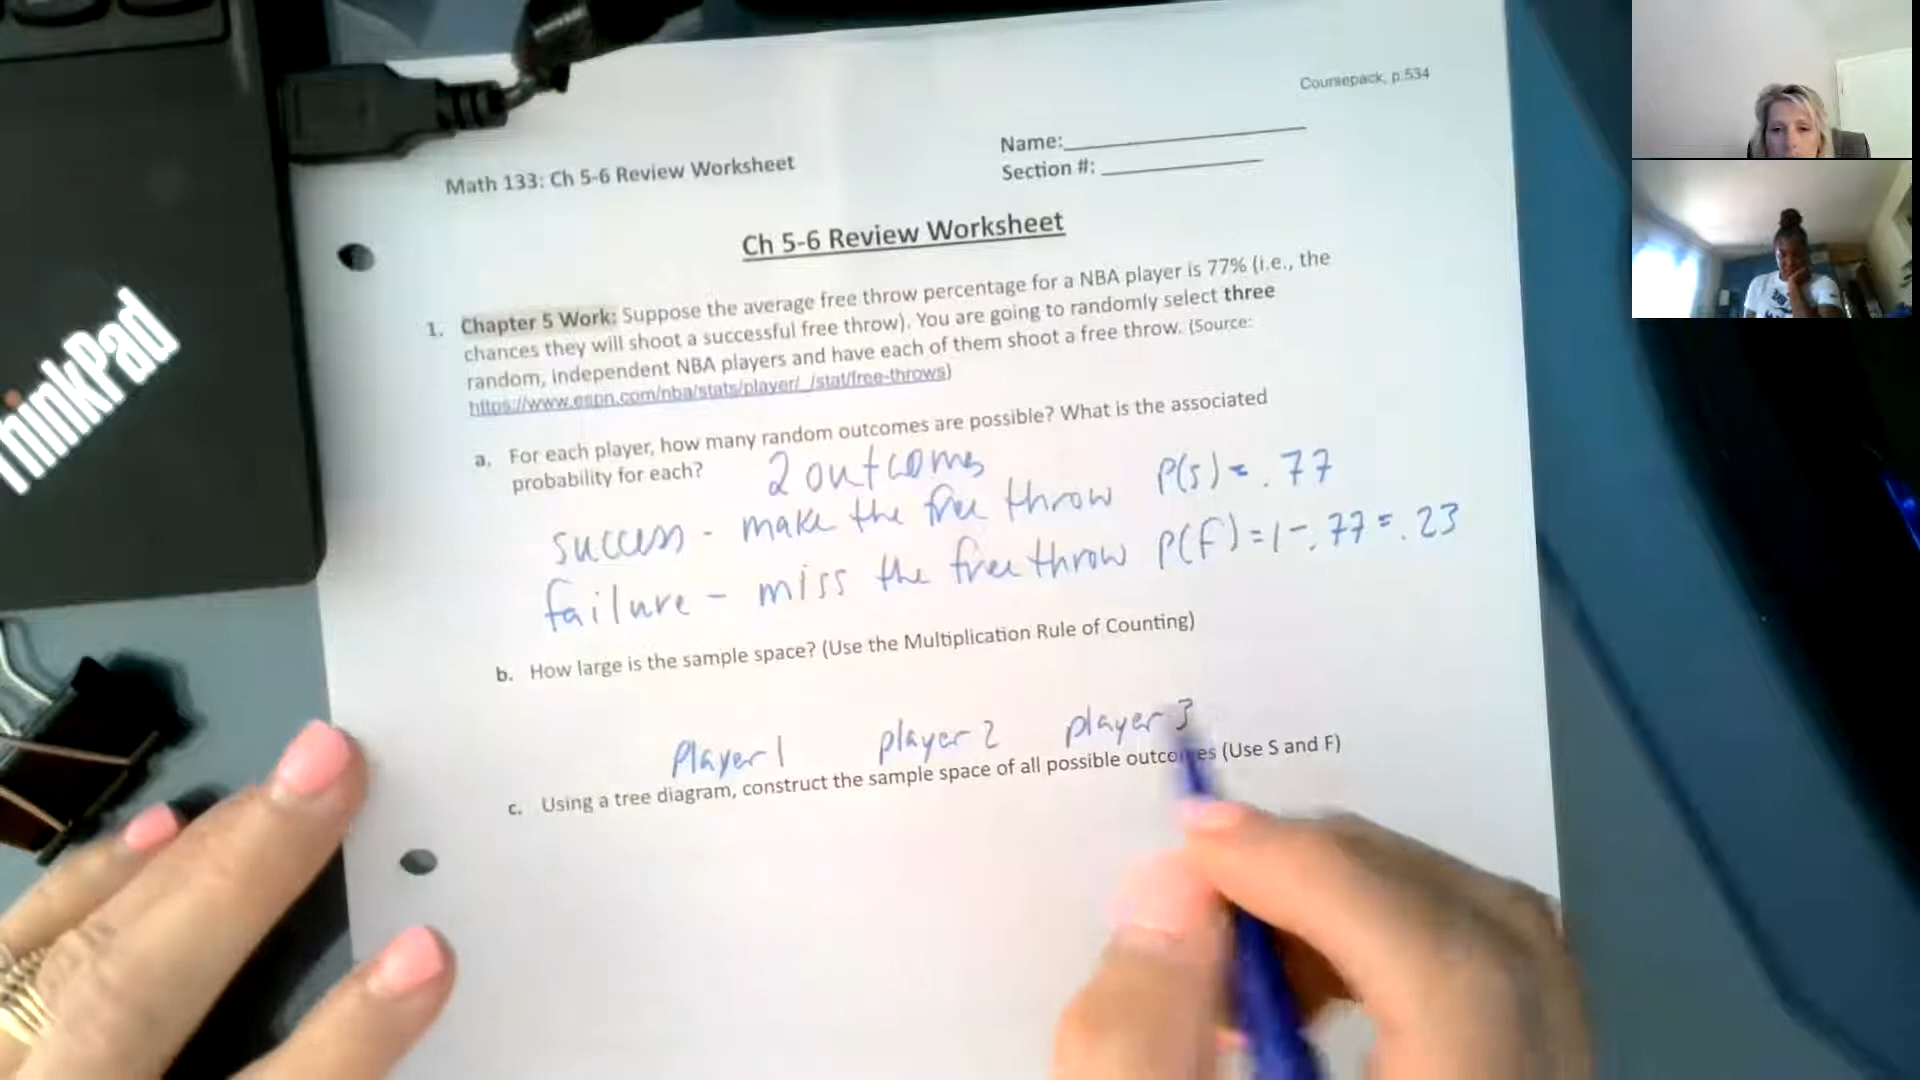 Coursepack, p.534
Name:
Math 133: Ch 5-6 Review Worksheet
Section #:
Ch 5-6 Review Worksheet
1. Chapter 5 Work: Suppose the average free throw percentage for a NBA player is 77% (i.e., the
chances they will shoot a successful free throw). You are going to randomly select three
random, independent NBA players and have each of them shoot a free throw. (Source:
https://www.espn.com/nba/stats/player/_/stat/free-throws)
a. For each player, how many random outcomes are possible? What is the associated
probability for each?
2 outcomes
success - make the free throw P(s) = .77
failure - miss the free throw P(F) = 1-.77 = .23
b. How large is the sample space? (Use the Multiplication Rule of Counting)
Player 1 player 2 player 3
c. Using a tree diagram, construct the sample space of all possible outcomes (Use S and F)
ThinkPad